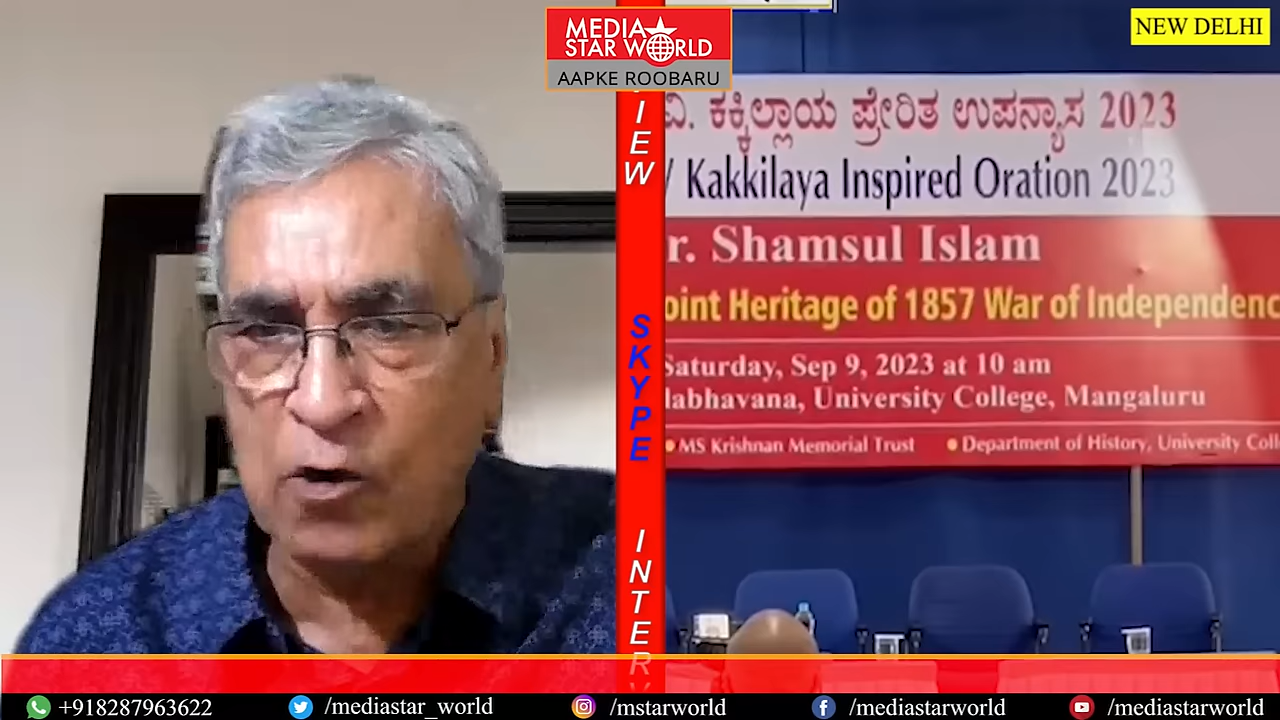 MEDIA
STAR WORLD
AAPKE ROOBARU
NEW DELHI
IEW
SKYPE
INTER
ವಿ. ಕಕ್ಕಿಲ್ಲಾಯ ಪ್ರೇರಿತ ಉಪನ್ಯಾಸ 2023
Kakkilaya Inspired Oration 2023
r. Shamsul Islam
oint Heritage of 1857 War of Independenc
Saturday, Sep 9, 2023 at 10 am
labhavana, University College, Mangaluru
MS Krishnan Memorial Trust • Department of History, University Coll
+918287963622 /mediastar_world /mstarworld /mediastarworld /mediastarworld